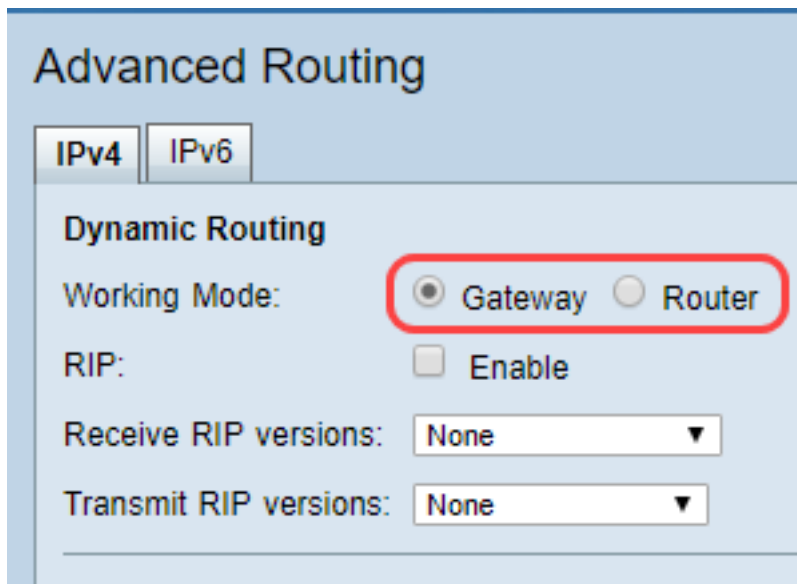 Advanced Routing
IPv4 IPv6
Dynamic Routing
Working Mode: Gateway Router
RIP: Enable
Receive RIP versions: None
Transmit RIP versions: None